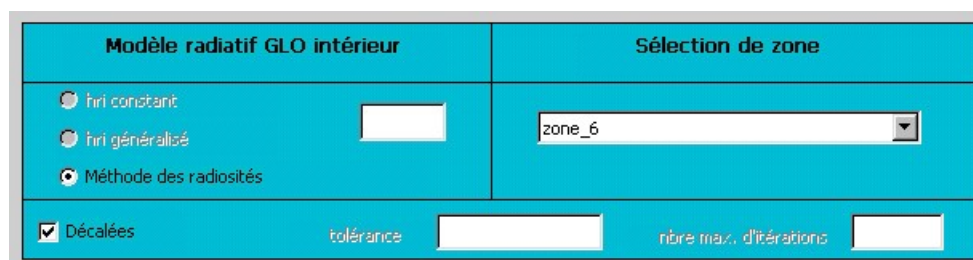 Modèle radiatif GLO intérieur
Sélection de zone
hri constant
hri généralisé
Méthode des radiosités
zone_6
Décalées
tolérance
nbre max. d'itérations